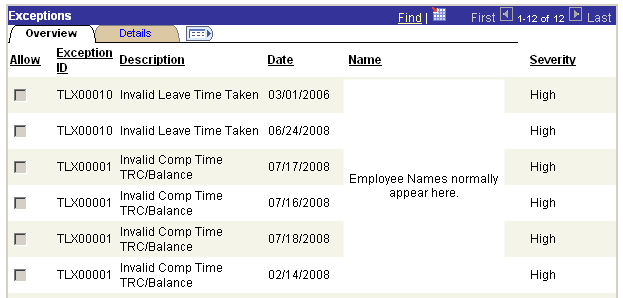 Exceptions Find | First 1-12 of 12 Last
Overview Details
Allow Exception ID Description Date Name Severity
TLX00010 Invalid Leave Time Taken 03/01/2006 High
TLX00010 Invalid Leave Time Taken 06/24/2008 High
TLX00001 Invalid Comp Time TRC/Balance 07/17/2008 High
Employee Names normally
appear here.
TLX00001 Invalid Comp Time TRC/Balance 07/16/2008 High
TLX00001 Invalid Comp Time TRC/Balance 07/18/2008 High
TLX00001 Invalid Comp Time TRC/Balance 02/14/2008 High